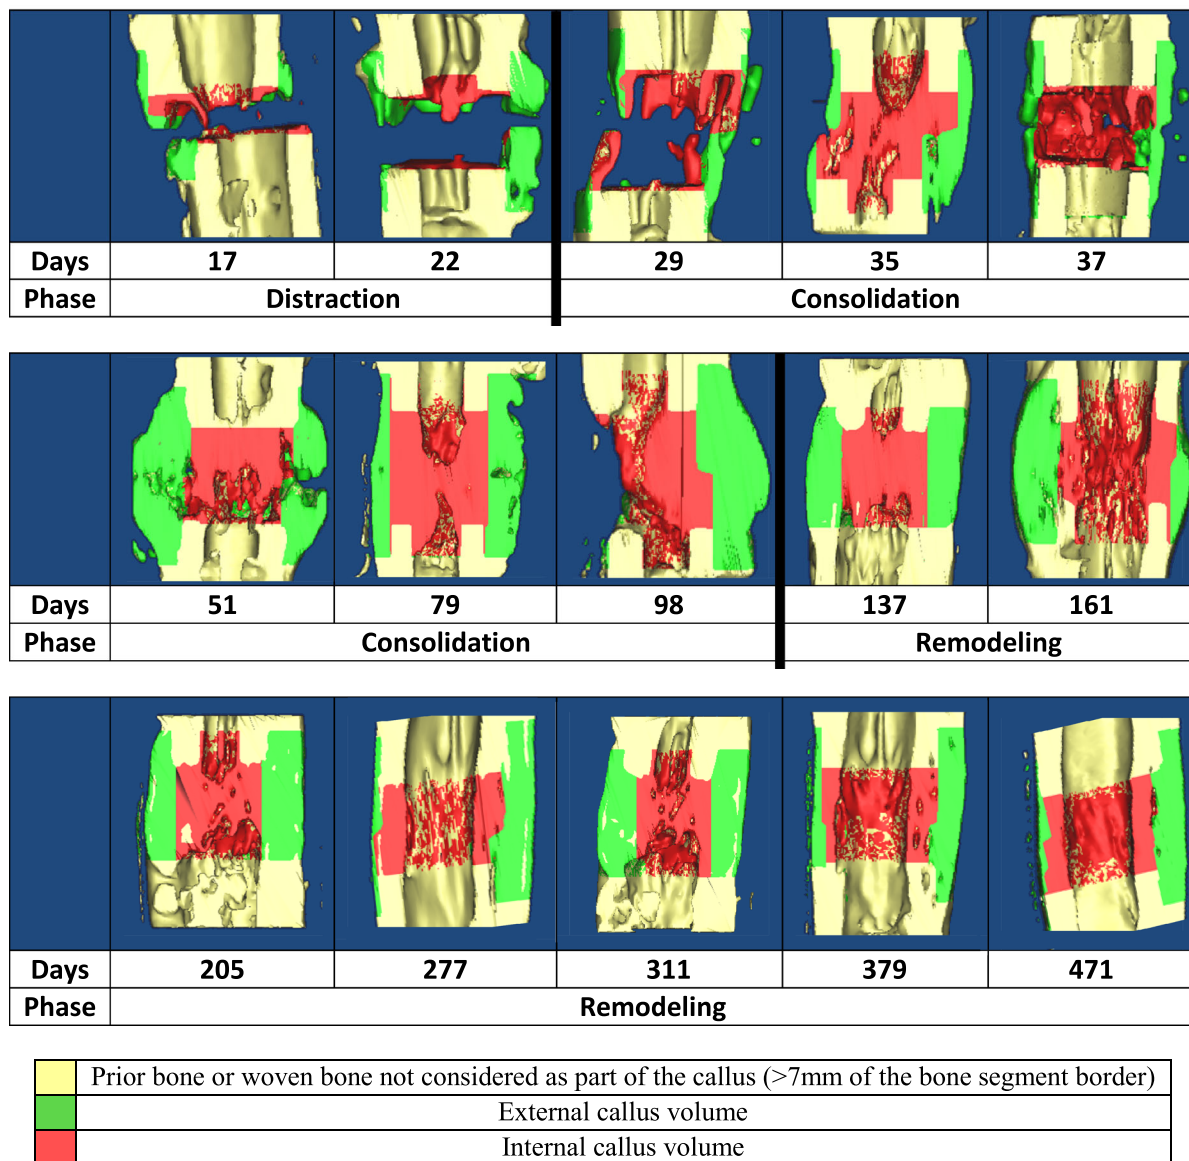 Days 17 22 29 35 37
Phase Distraction Consolidation
Days 51 79 98 137 161
Phase Consolidation Remodeling
Days 205 277 311 379 471
Phase Remodeling
Prior bone or woven bone not considered as part of the callus (>7mm of the bone segment border)
External callus volume
Internal callus volume